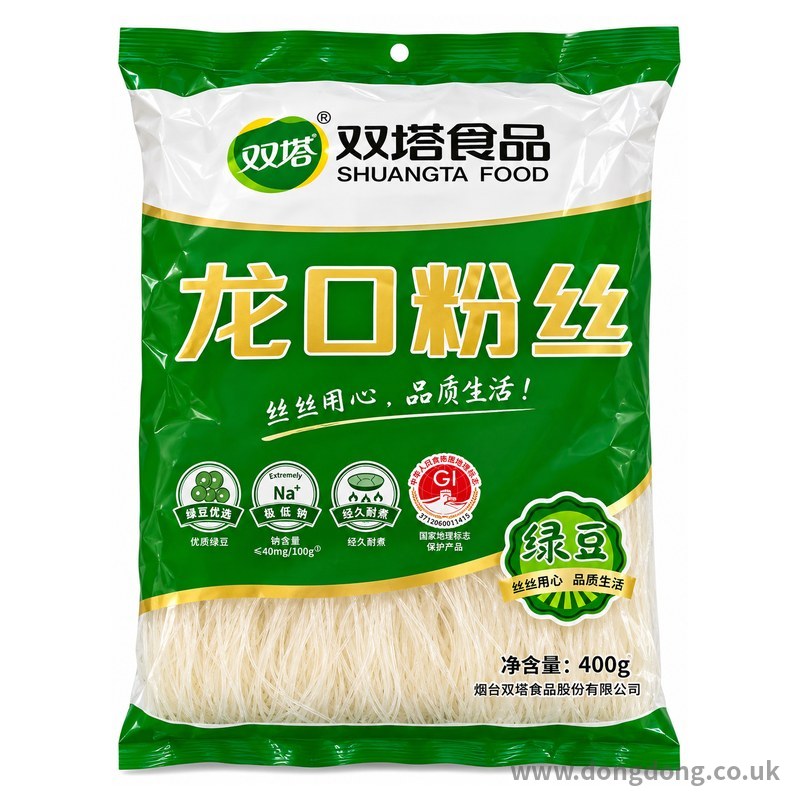 双塔®
双塔食品
SHUANGTA FOOD
龙口粉丝
丝丝用心，品质生活！
绿豆优选
优质绿豆
Extremely
Na+
极低钠
钠含量
≤40mg/100g①
经久耐煮
经久耐煮
GI
3712060011415
国家地理标志
保护产品
绿豆
丝丝用心 品质生活
净含量：400g
烟台双塔食品股份有限公司
www.dongdong.co.uk